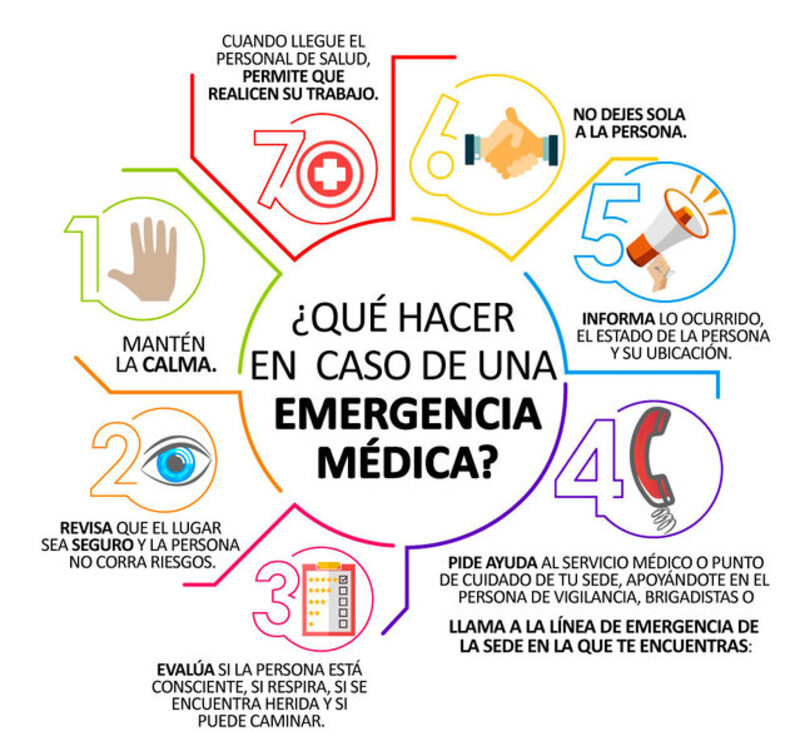 ¿QUÉ HACER
EN CASO DE UNA
EMERGENCIA
MÉDICA?
1
MANTÉN
LA CALMA.
2
REVISA QUE EL LUGAR
SEA SEGURO Y LA PERSONA
NO CORRA RIESGOS.
3
EVALÚA SI LA PERSONA ESTÁ
CONSCIENTE, SI RESPIRA, SI SE
ENCUENTRA HERIDA Y SI
PUEDE CAMINAR.
4
PIDE AYUDA AL SERVICIO MÉDICO O PUNTO
DE CUIDADO DE TU SEDE, APOYÁNDOTE EN EL
PERSONA DE VIGILANCIA, BRIGADISTAS O
LLAMA A LA LÍNEA DE EMERGENCIA DE
LA SEDE EN LA QUE TE ENCUENTRAS:
5
INFORMA LO OCURRIDO,
EL ESTADO DE LA PERSONA
Y SU UBICACIÓN.
6
NO DEJES SOLA
A LA PERSONA.
7
CUANDO LLEGUE EL
PERSONAL DE SALUD,
PERMITE QUE
REALICEN SU TRABAJO.